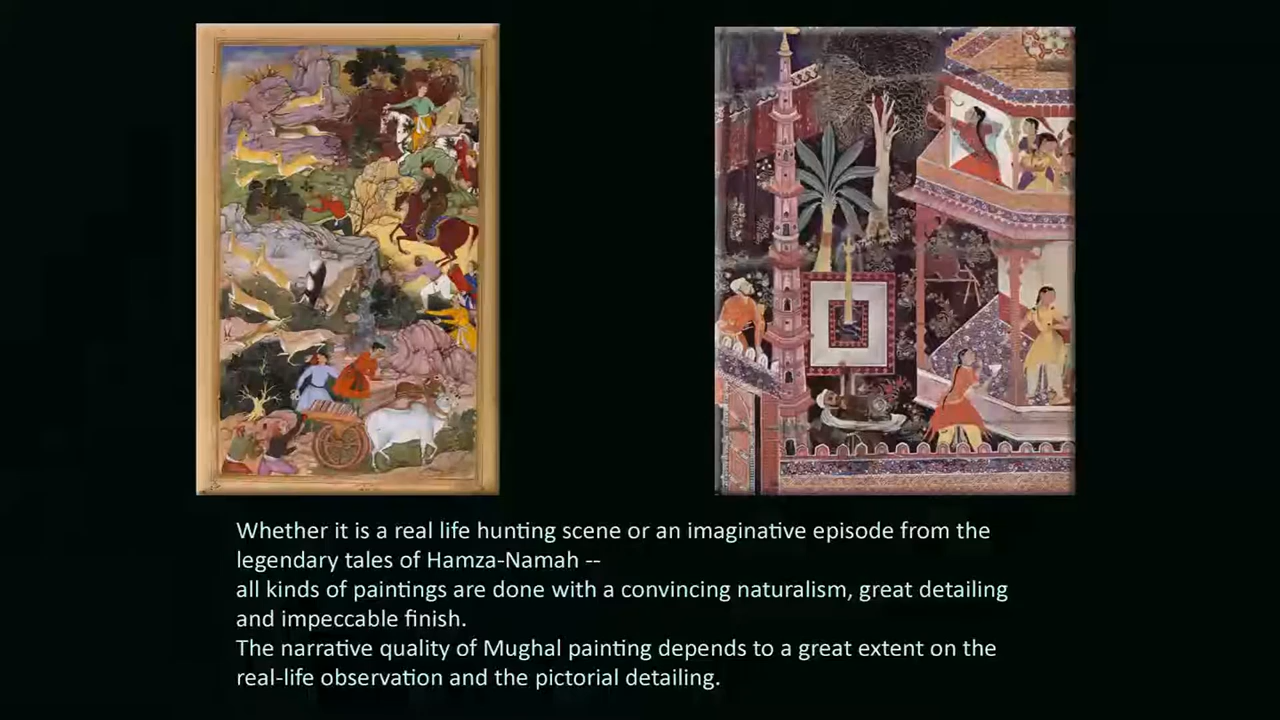 Whether it is a real life hunting scene or an imaginative episode from the
legendary tales of Hamza-Namah --
all kinds of paintings are done with a convincing naturalism, great detailing
and impeccable finish.
The narrative quality of Mughal painting depends to a great extent on the
real-life observation and the pictorial detailing.